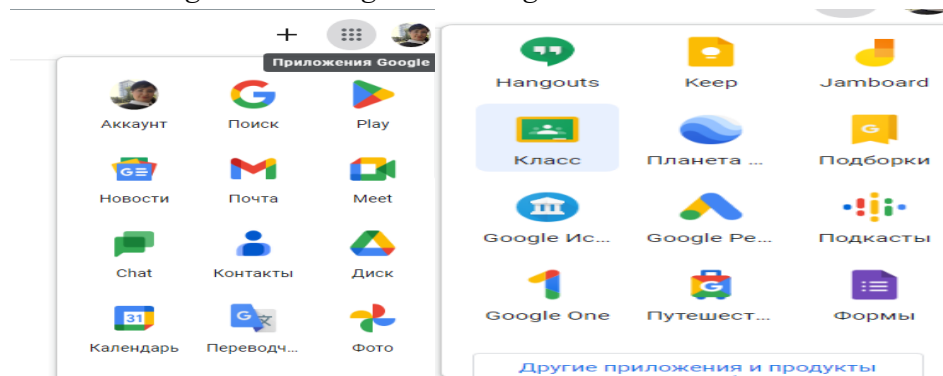 Приложения Google
Аккаунт Поиск Play
Новости Почта Meet
Chat Контакты Диск
31
Календарь Переводч... Фото
Hangouts Keep Jamboard
Класс Планета ... Подборки
Google Ис... Google Ре... Подкасты
Google One Путешест... Формы
Другие приложения и продукты